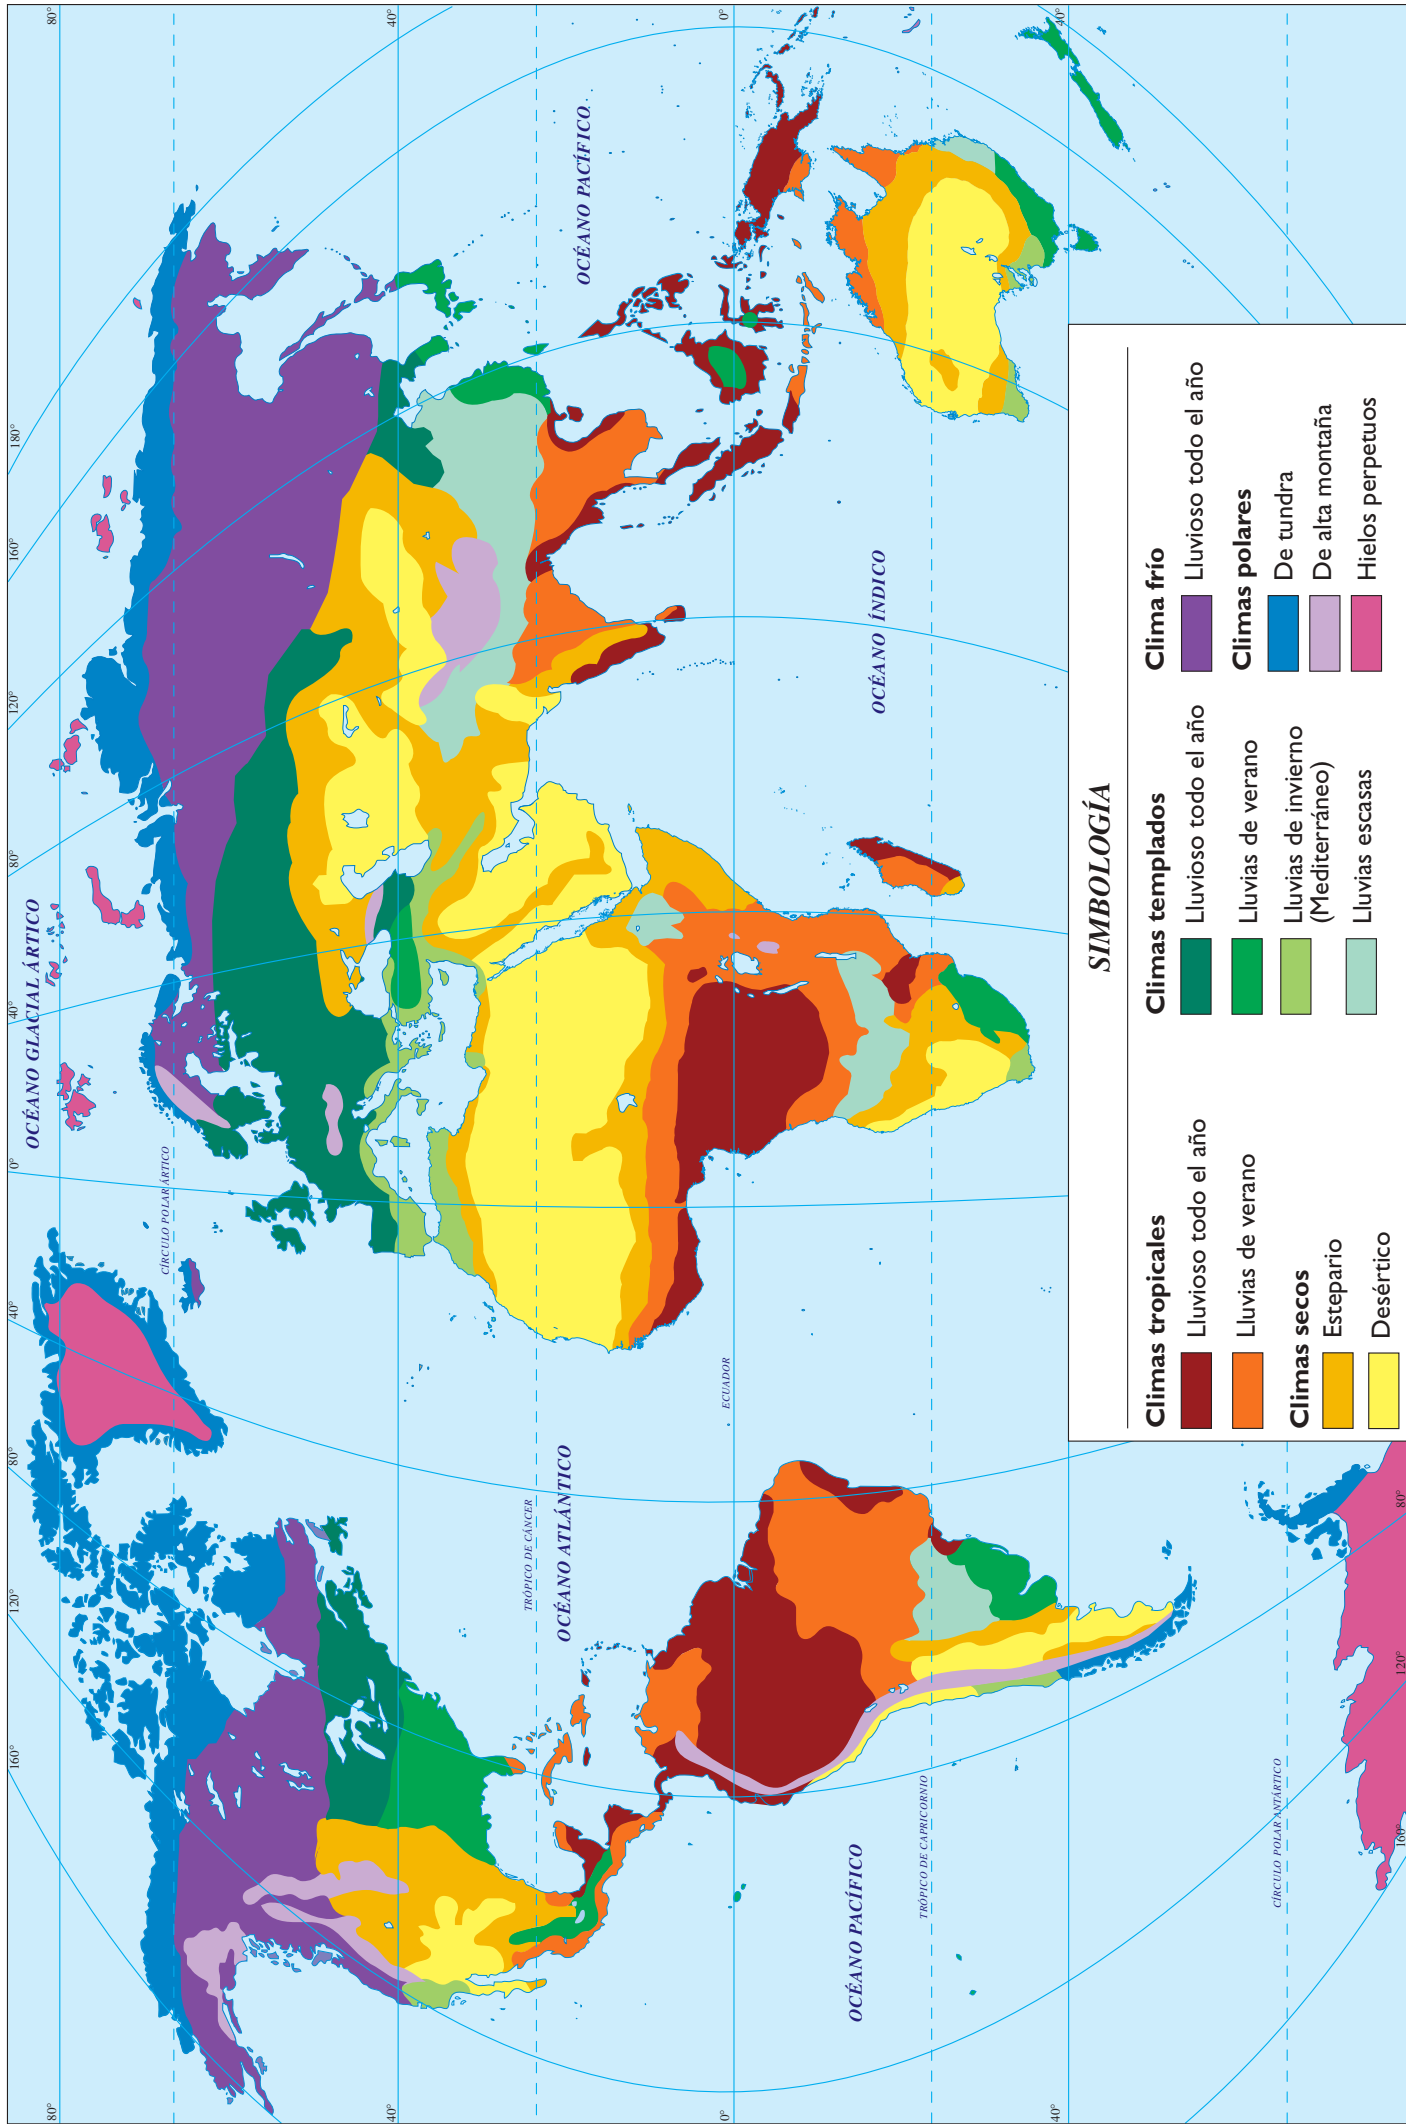 80°
40°
0°
40°
180°
160°
120°
80°
40°
0°
40°
80°
120°
160°
80°
40°
0°
40°
80°
120°
160°
OCÉANO GLACIAL ÁRTICO
CÍRCULO POLAR ÁRTICO
OCÉANO PACÍFICO
TRÓPICO DE CÁNCER
OCÉANO ATLÁNTICO
ECUADOR
OCÉANO ÍNDICO
OCÉANO PACÍFICO
TRÓPICO DE CAPRICORNIO
CÍRCULO POLAR ANTÁRTICO
SIMBOLOGÍA
Climas tropicales
Lluvioso todo el año
Lluvias de verano
Climas secos
Estepario
Desértico
Climas templados
Lluvioso todo el año
Lluvias de verano
Lluvias de invierno
(Mediterráneo)
Lluvias escasas
Clima frío
Lluvioso todo el año
Climas polares
De tundra
De alta montaña
Hielos perpetuos